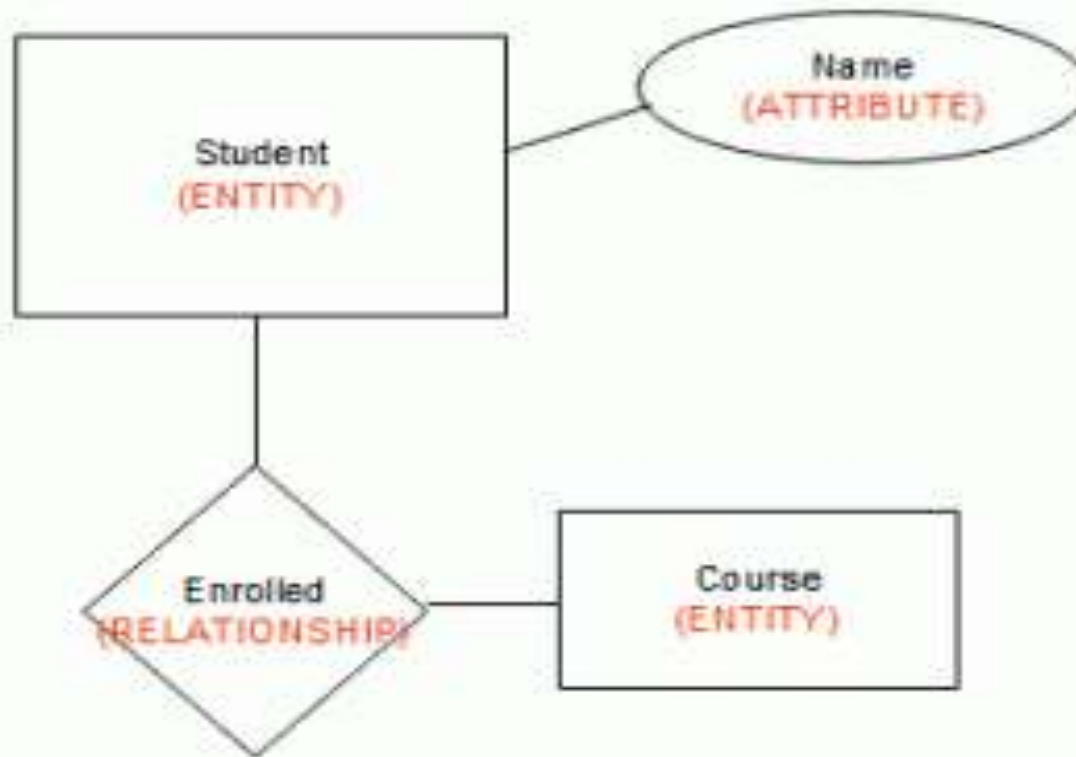 Name
(ATTRIBUTE)
Student
(ENTITY)
Enrolled
(RELATIONSHIP)
Course
(ENTITY)